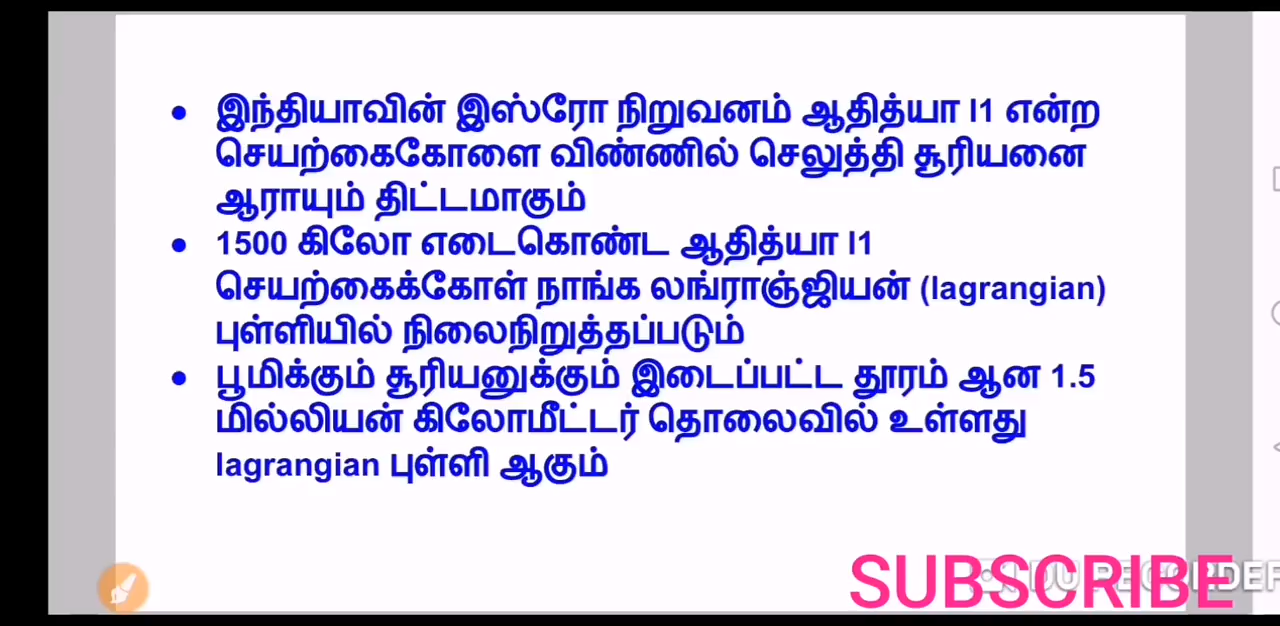 • இந்தியாவின் இஸ்ரோ நிறுவனம் ஆதித்யா l1 என்ற
செயற்கைகோளை விண்ணில் செலுத்தி சூரியனை
ஆராயும் திட்டமாகும்
• 1500 கிலோ எடைகொண்ட ஆதித்யா l1
செயற்கைக்கோள் நாங்க லங்ராஞ்ஜியன் (lagrangian)
புள்ளியில் நிலைநிறுத்தப்படும்
• பூமிக்கும் சூரியனுக்கும் இடைப்பட்ட தூரம் ஆன 1.5
மில்லியன் கிலோமீட்டர் தொலைவில் உள்ளது
lagrangian புள்ளி ஆகும்
SUBSCRIBE